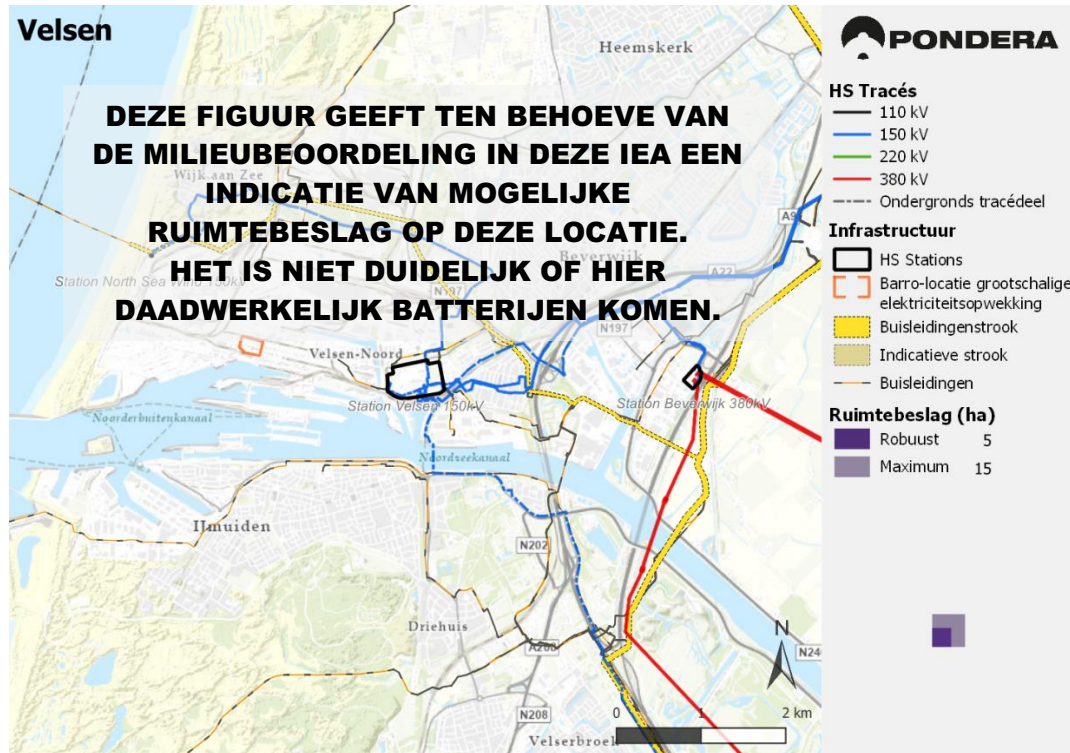 Velsen
Heemskerk
DEZE FIGUUR GEEFT TEN BEHOEVE VAN
DE MILIEUBEOORDELING IN DEZE IEA EEN
INDICATIE VAN MOGELIJKE
RUIMTEBESLAG OP DEZE LOCATIE.
HET IS NIET DUIDELIJK OF HIER
DAADWERKELIJK BATTERIJEN KOMEN.
Wijk aan Zee
Beverwijk
A9
A22
Station North Sea Wind 150kV
N197
N197
Velsen-Noord
Station Velsen 150kV
Station Beverwijk 380kV
Noorderbuitenkanaal
Noordzeekanaal
IJmuiden
N202
Driehuis
A208
N208
Velserbroek
N
0 1 2 km
PONDERA
HS Tracés
110 kV
150 kV
220 kV
380 kV
Ondergronds tracédeel
Infrastructuur
HS Stations
Barro-locatie grootschalige
elektriciteitsopwekking
Buisleidingenstrook
Indicatieve strook
Buisleidingen
Ruimtebeslag (ha)
Robuust 5
Maximum 15